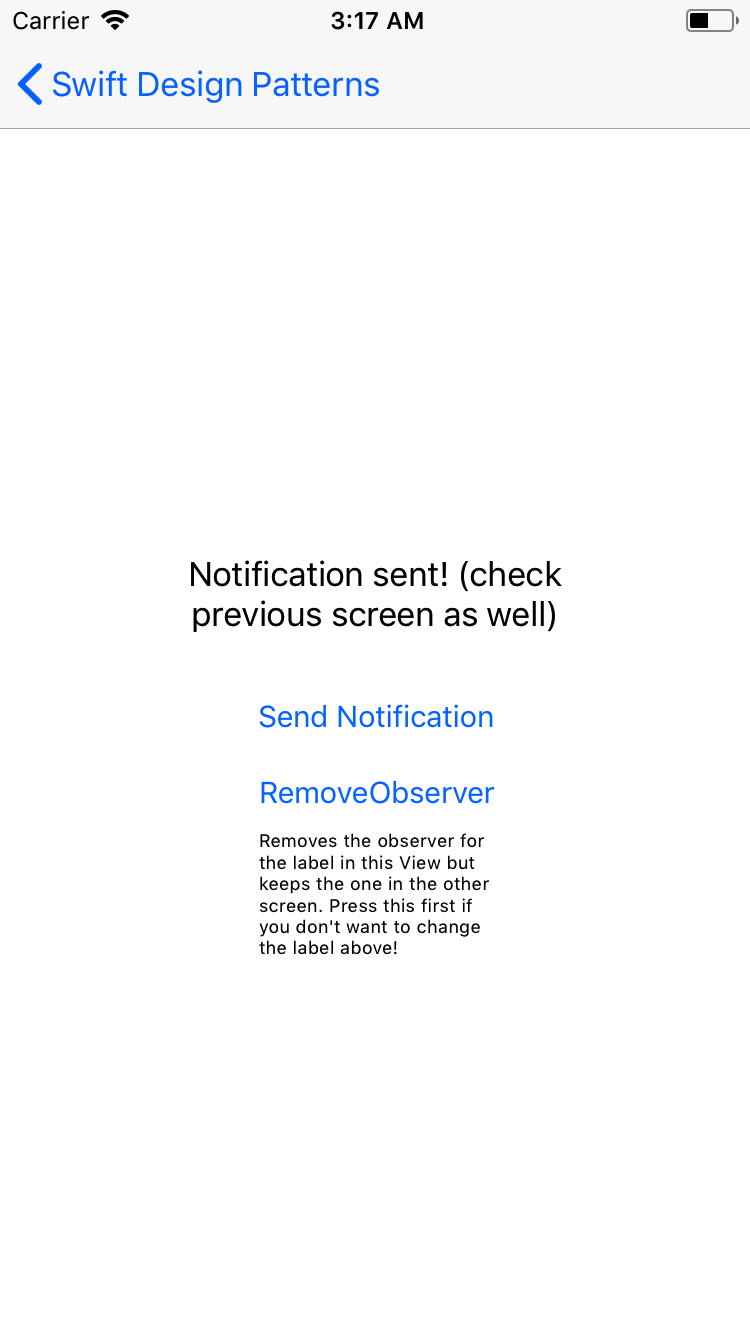 Carrier 3:17 AM
Swift Design Patterns
Notification sent! (check
previous screen as well)
Send Notification
RemoveObserver
Removes the observer for
the label in this View but
keeps the one in the other
screen. Press this first if
you don't want to change
the label above!